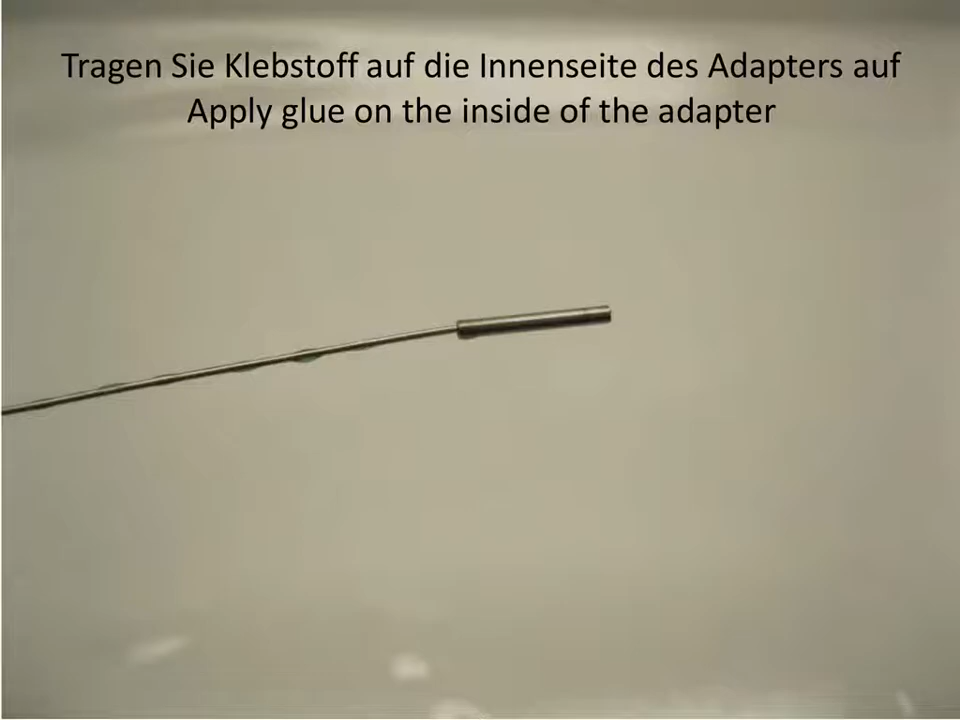 Tragen Sie Klebstoff auf die Innenseite des Adapters auf
Apply glue on the inside of the adapter